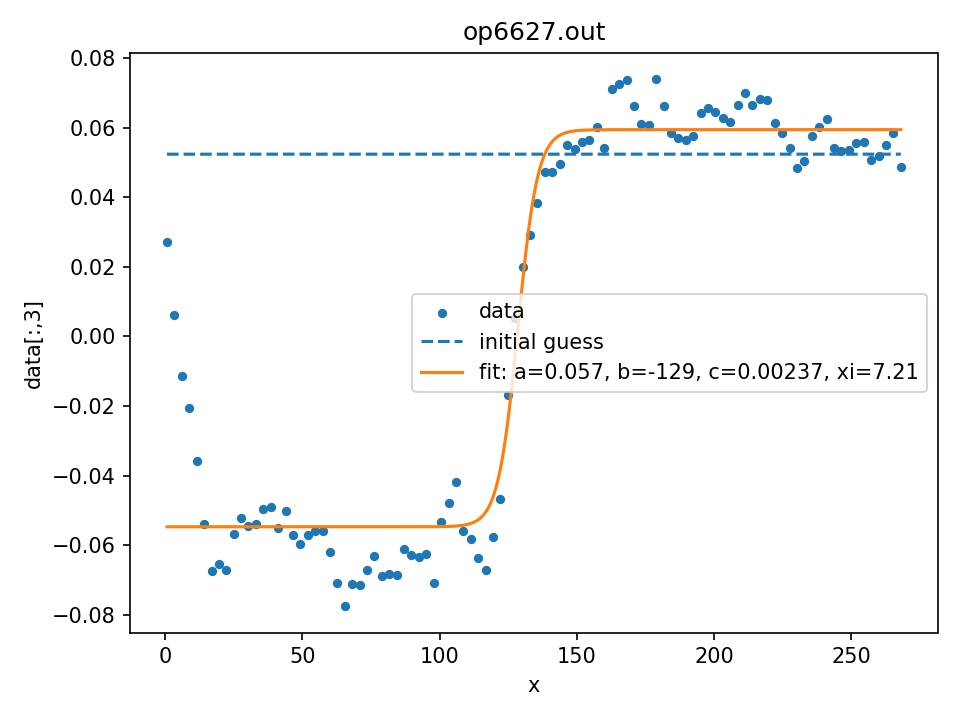 op6627.out
0.08
0.06
0.04
0.02
0.00
−0.02
−0.04
−0.06
−0.08
data[:,3]
data
initial guess
fit: a=0.057, b=-129, c=0.00237, xi=7.21
0 50 100 150 200 250
x